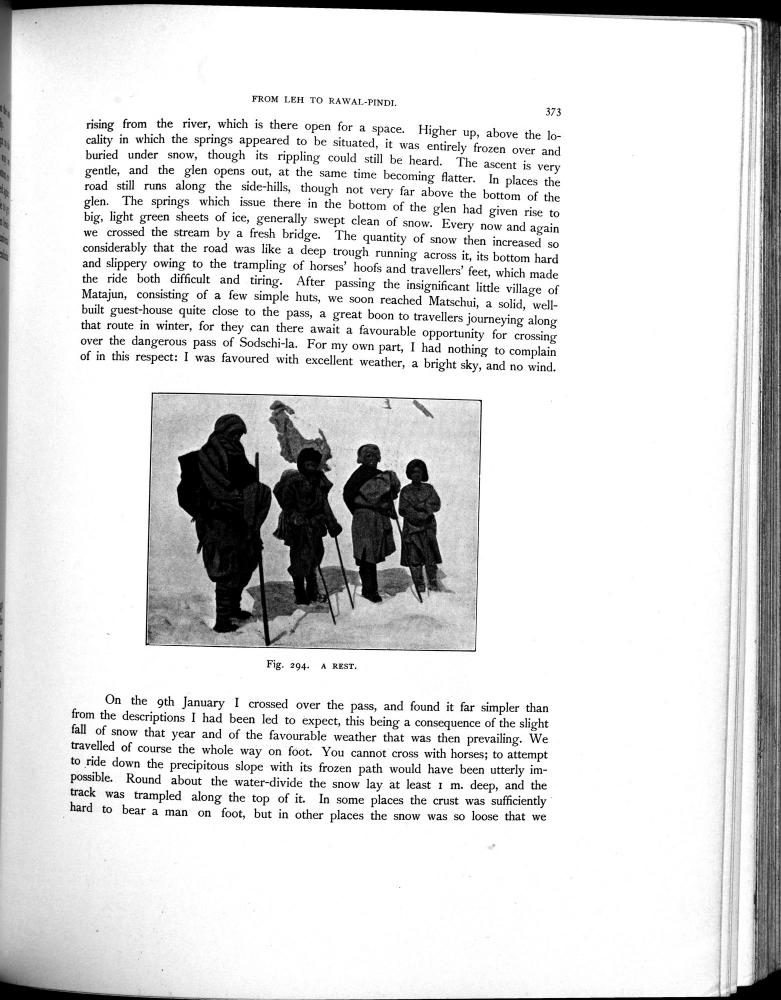 FROM LEH TO RAWAL-PINDI.
373
rising from the river, which is there open for a space. Higher up, above the lo-
cality in which the springs appeared to be situated, it was entirely frozen over and
buried under snow, though its rippling could still be heard. The ascent is very
gentle, and the glen opens out, at the same time becoming flatter. In places the
road still runs along the side-hills, though not very far above the bottom of the
glen. The springs which issue there in the bottom of the glen had given rise to
big, light green sheets of ice, generally swept clean of snow. Every now and again
we crossed the stream by a fresh bridge. The quantity of snow then increased so
considerably that the road was like a deep trough running across it, its bottom hard
and slippery owing to the trampling of horses' hoofs and travellers' feet, which made
the ride both difficult and tiring. After passing the insignificant little village of
Matajun, consisting of a few simple huts, we soon reached Matschui, a solid, well-
built guest-house quite close to the pass, a great boon to travellers journeying along
that route in winter, for they can there await a favourable opportunity for crossing
over the dangerous pass of Sodschi-la. For my own part, I had nothing to complain
of in this respect: I was favoured with excellent weather, a bright sky, and no wind.
Fig. 294. A REST.
On the 9th January I crossed over the pass, and found it far simpler than
from the descriptions I had been led to expect, this being a consequence of the slight
fall of snow that year and of the favourable weather that was then prevailing. We
travelled of course the whole way on foot. You cannot cross with horses; to attempt
to ride down the precipitous slope with its frozen path would have been utterly im-
possible. Round about the water-divide the snow lay at least 1 m. deep, and the
track was trampled along the top of it. In some places the crust was sufficiently
hard to bear a man on foot, but in other places the snow was so loose that we